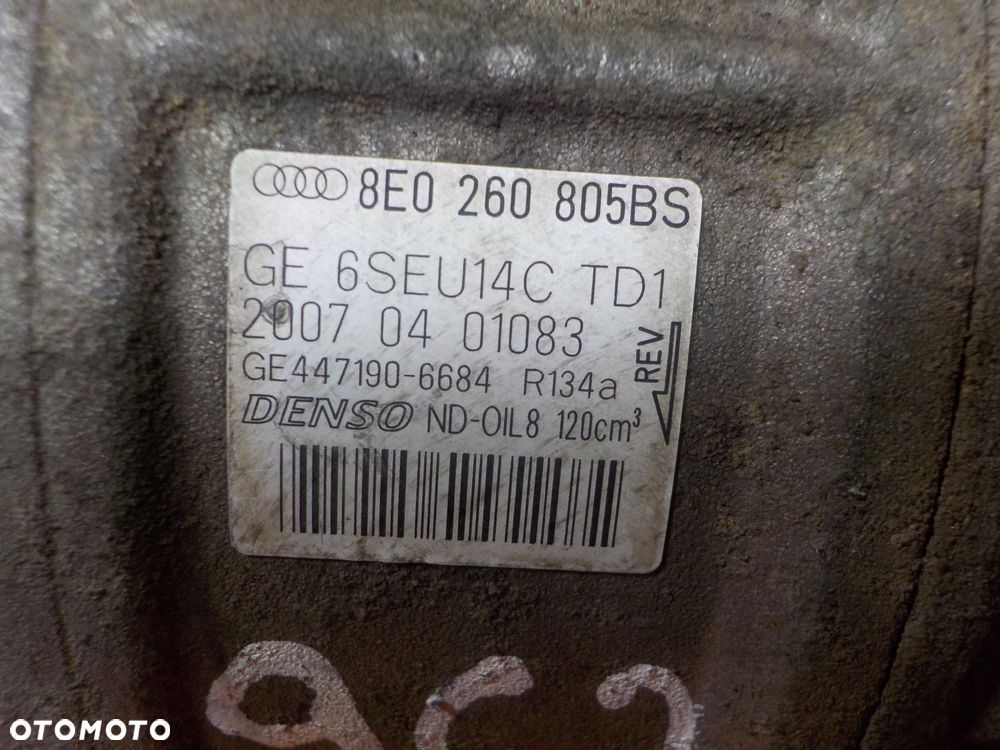 8E0 260 805BS
GE 6SEU14C TD1
2007 04 01083
GE447190-6684 R134a
REV
DENSO ND-OIL8 120cm³
OTOMOTO